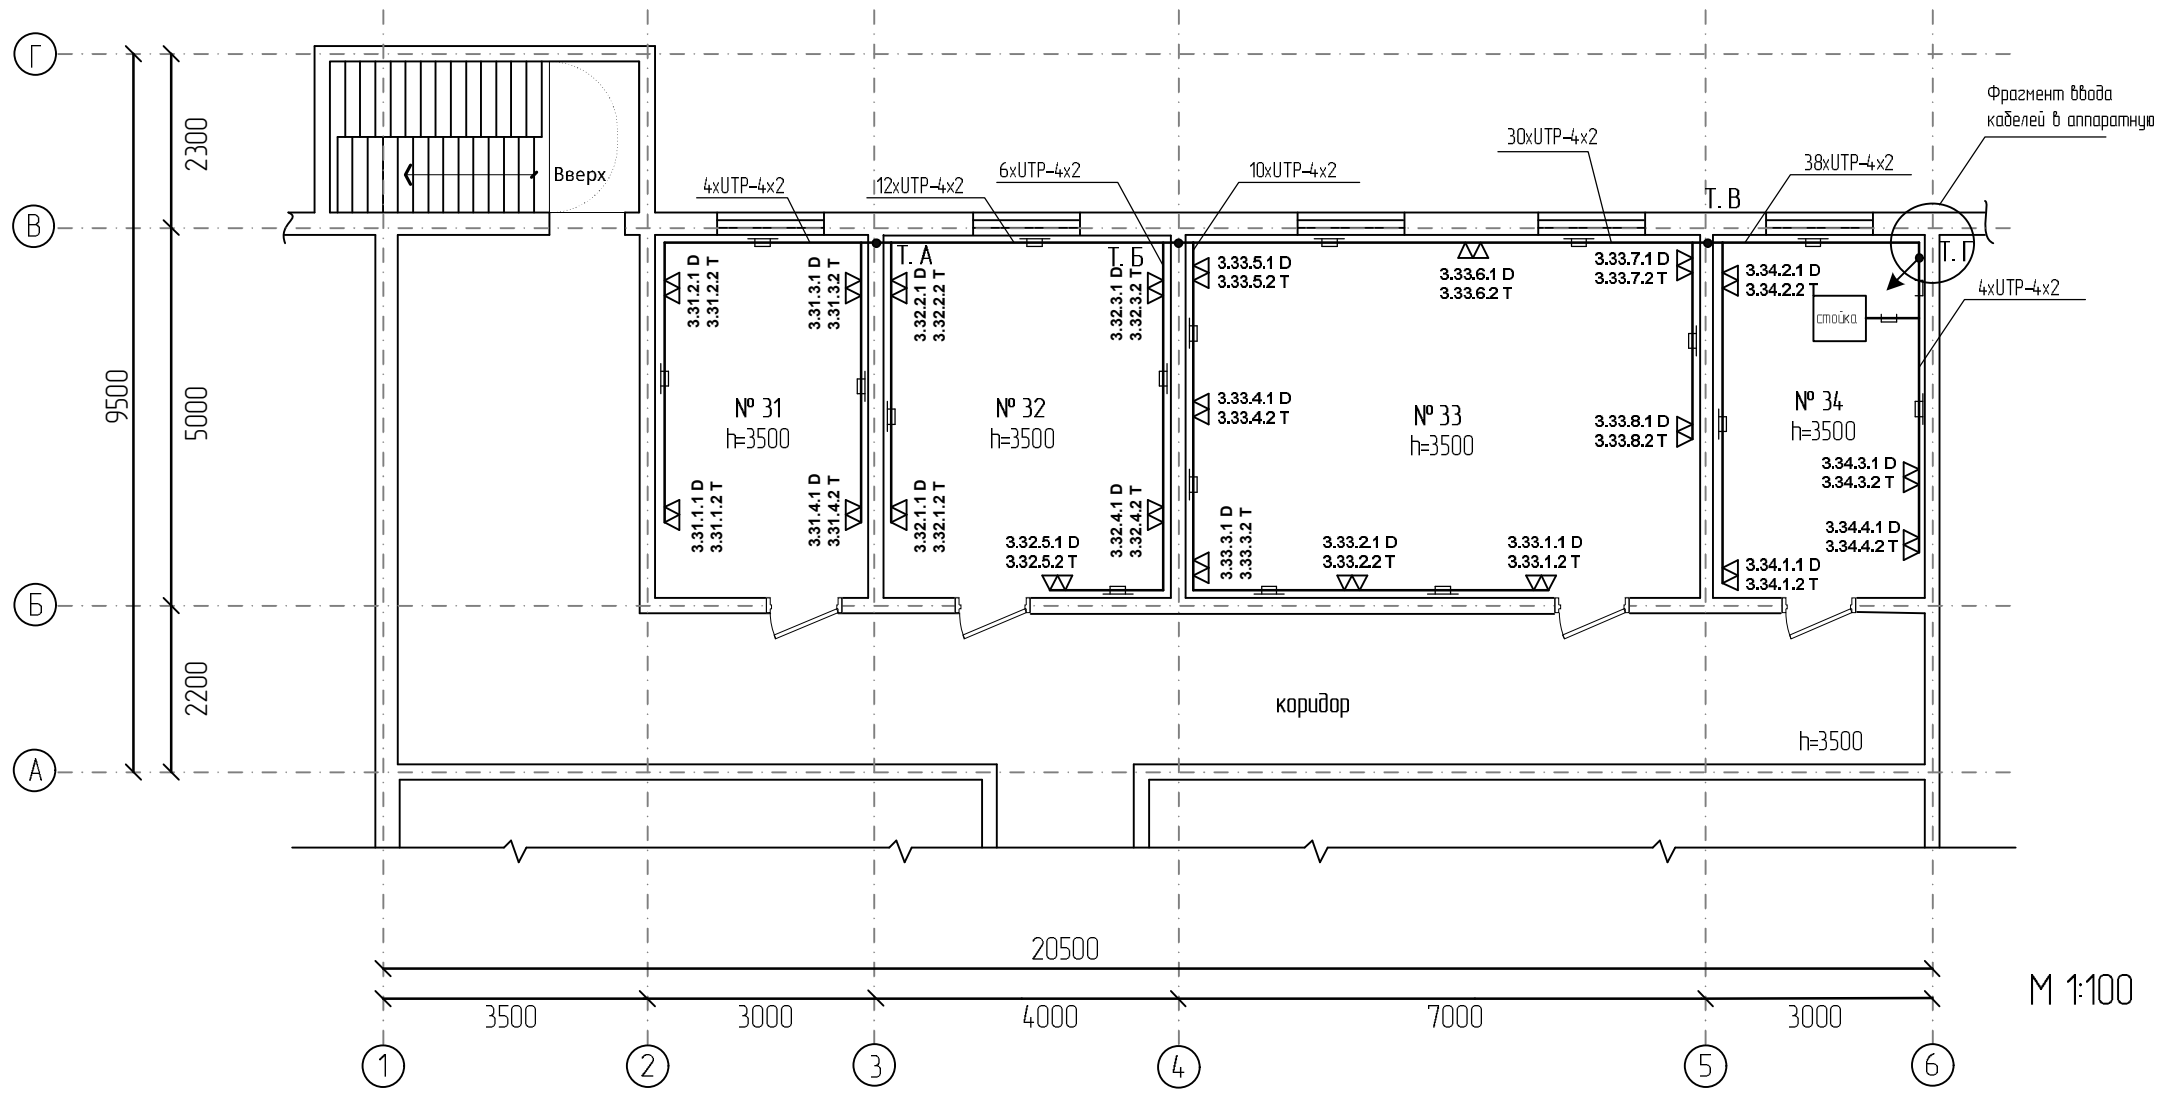 Г
Фрагмент ввода
кабелей в аппаратную
2300
Вверх
4xUTP-4x2
12xUTP-4x2
6xUTP-4x2
10xUTP-4x2
30xUTP-4x2
38xUTP-4x2
В
Т. В
Т. А
Т. Б
Т. Г
3.31.2.1 D
3.31.2.2 T
3.31.3.1 D
3.31.3.2 T
3.32.2.1 D
3.32.2.2 T
3.32.3.1 D
3.32.3.2 T
3.33.5.1 D
3.33.5.2 T
3.33.6.1 D
3.33.6.2 T
3.33.7.1 D
3.33.7.2 T
3.34.2.1 D
3.34.2.2 T
4xUTP-4x2
стойка
9500
5000
№ 31
h=3500
№ 32
h=3500
3.33.4.1 D
3.33.4.2 T
№ 33
h=3500
3.33.8.1 D
3.33.8.2 T
№ 34
h=3500
3.34.3.1 D
3.34.3.2 T
3.31.1.1 D
3.31.1.2 T
3.31.4.1 D
3.31.4.2 T
3.32.1.1 D
3.32.1.2 T
3.32.4.1 D
3.32.4.2 T
3.32.5.1 D
3.32.5.2 T
3.33.3.1 D
3.33.3.2 T
3.33.2.1 D
3.33.2.2 T
3.33.1.1 D
3.33.1.2 T
3.34.4.1 D
3.34.4.2 T
3.34.1.1 D
3.34.1.2 T
Б
2200
коридор
h=3500
А
20500
3500
3000
4000
7000
3000
М 1:100
1
2
3
4
5
6